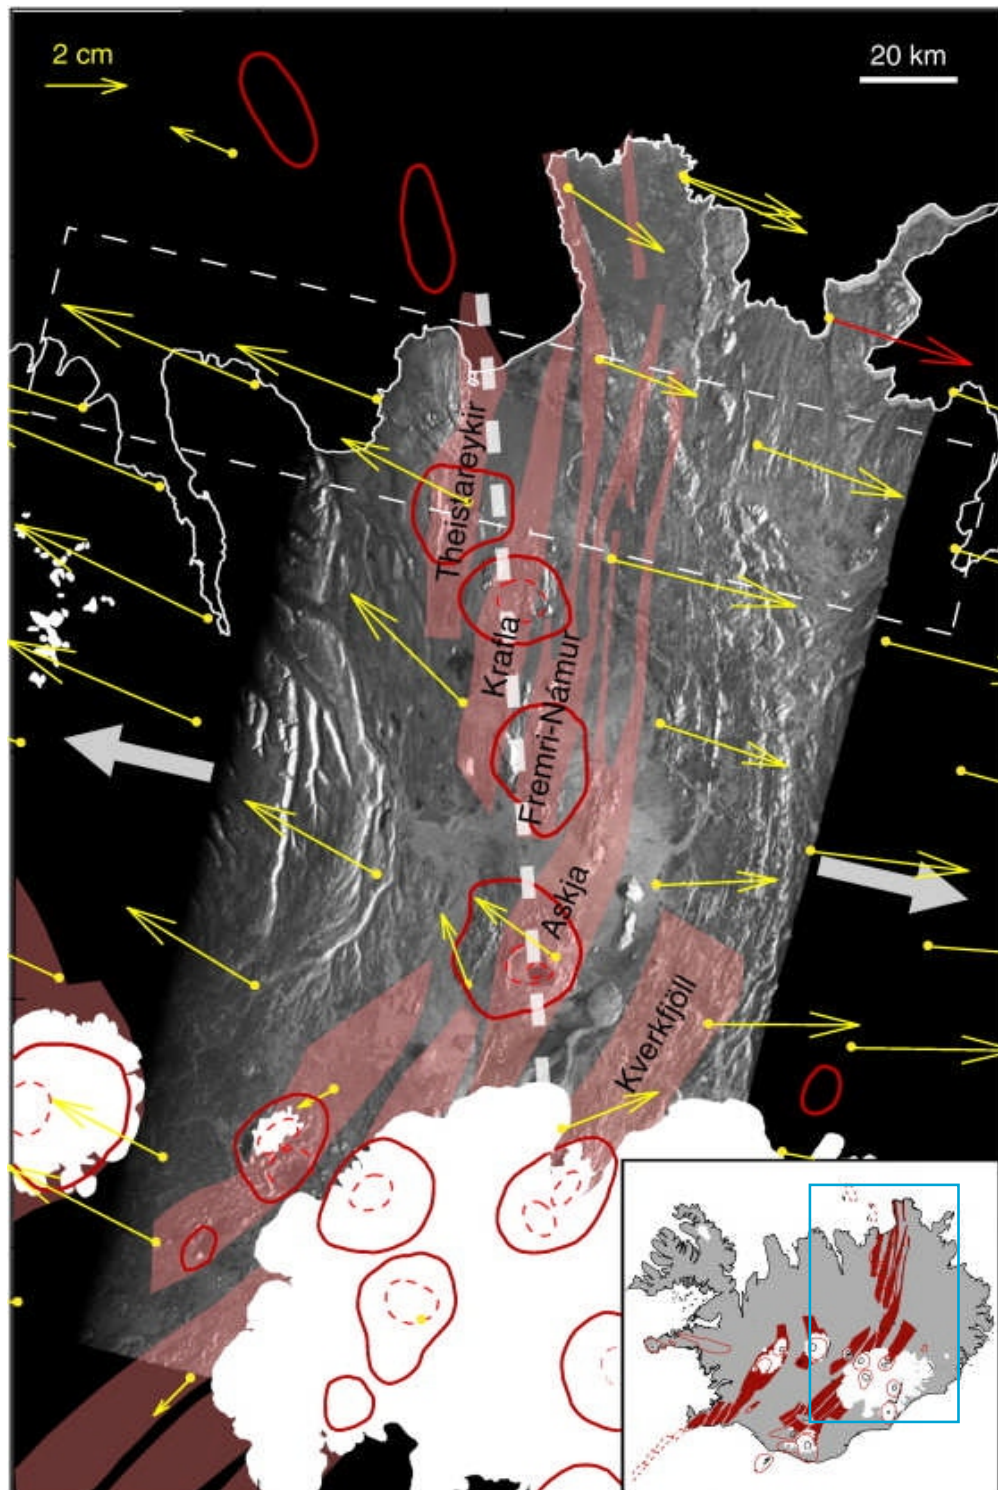 2 cm
20 km
Theistareykir
Krafla
Fremri-Námur
Askja
Kverkfjöll